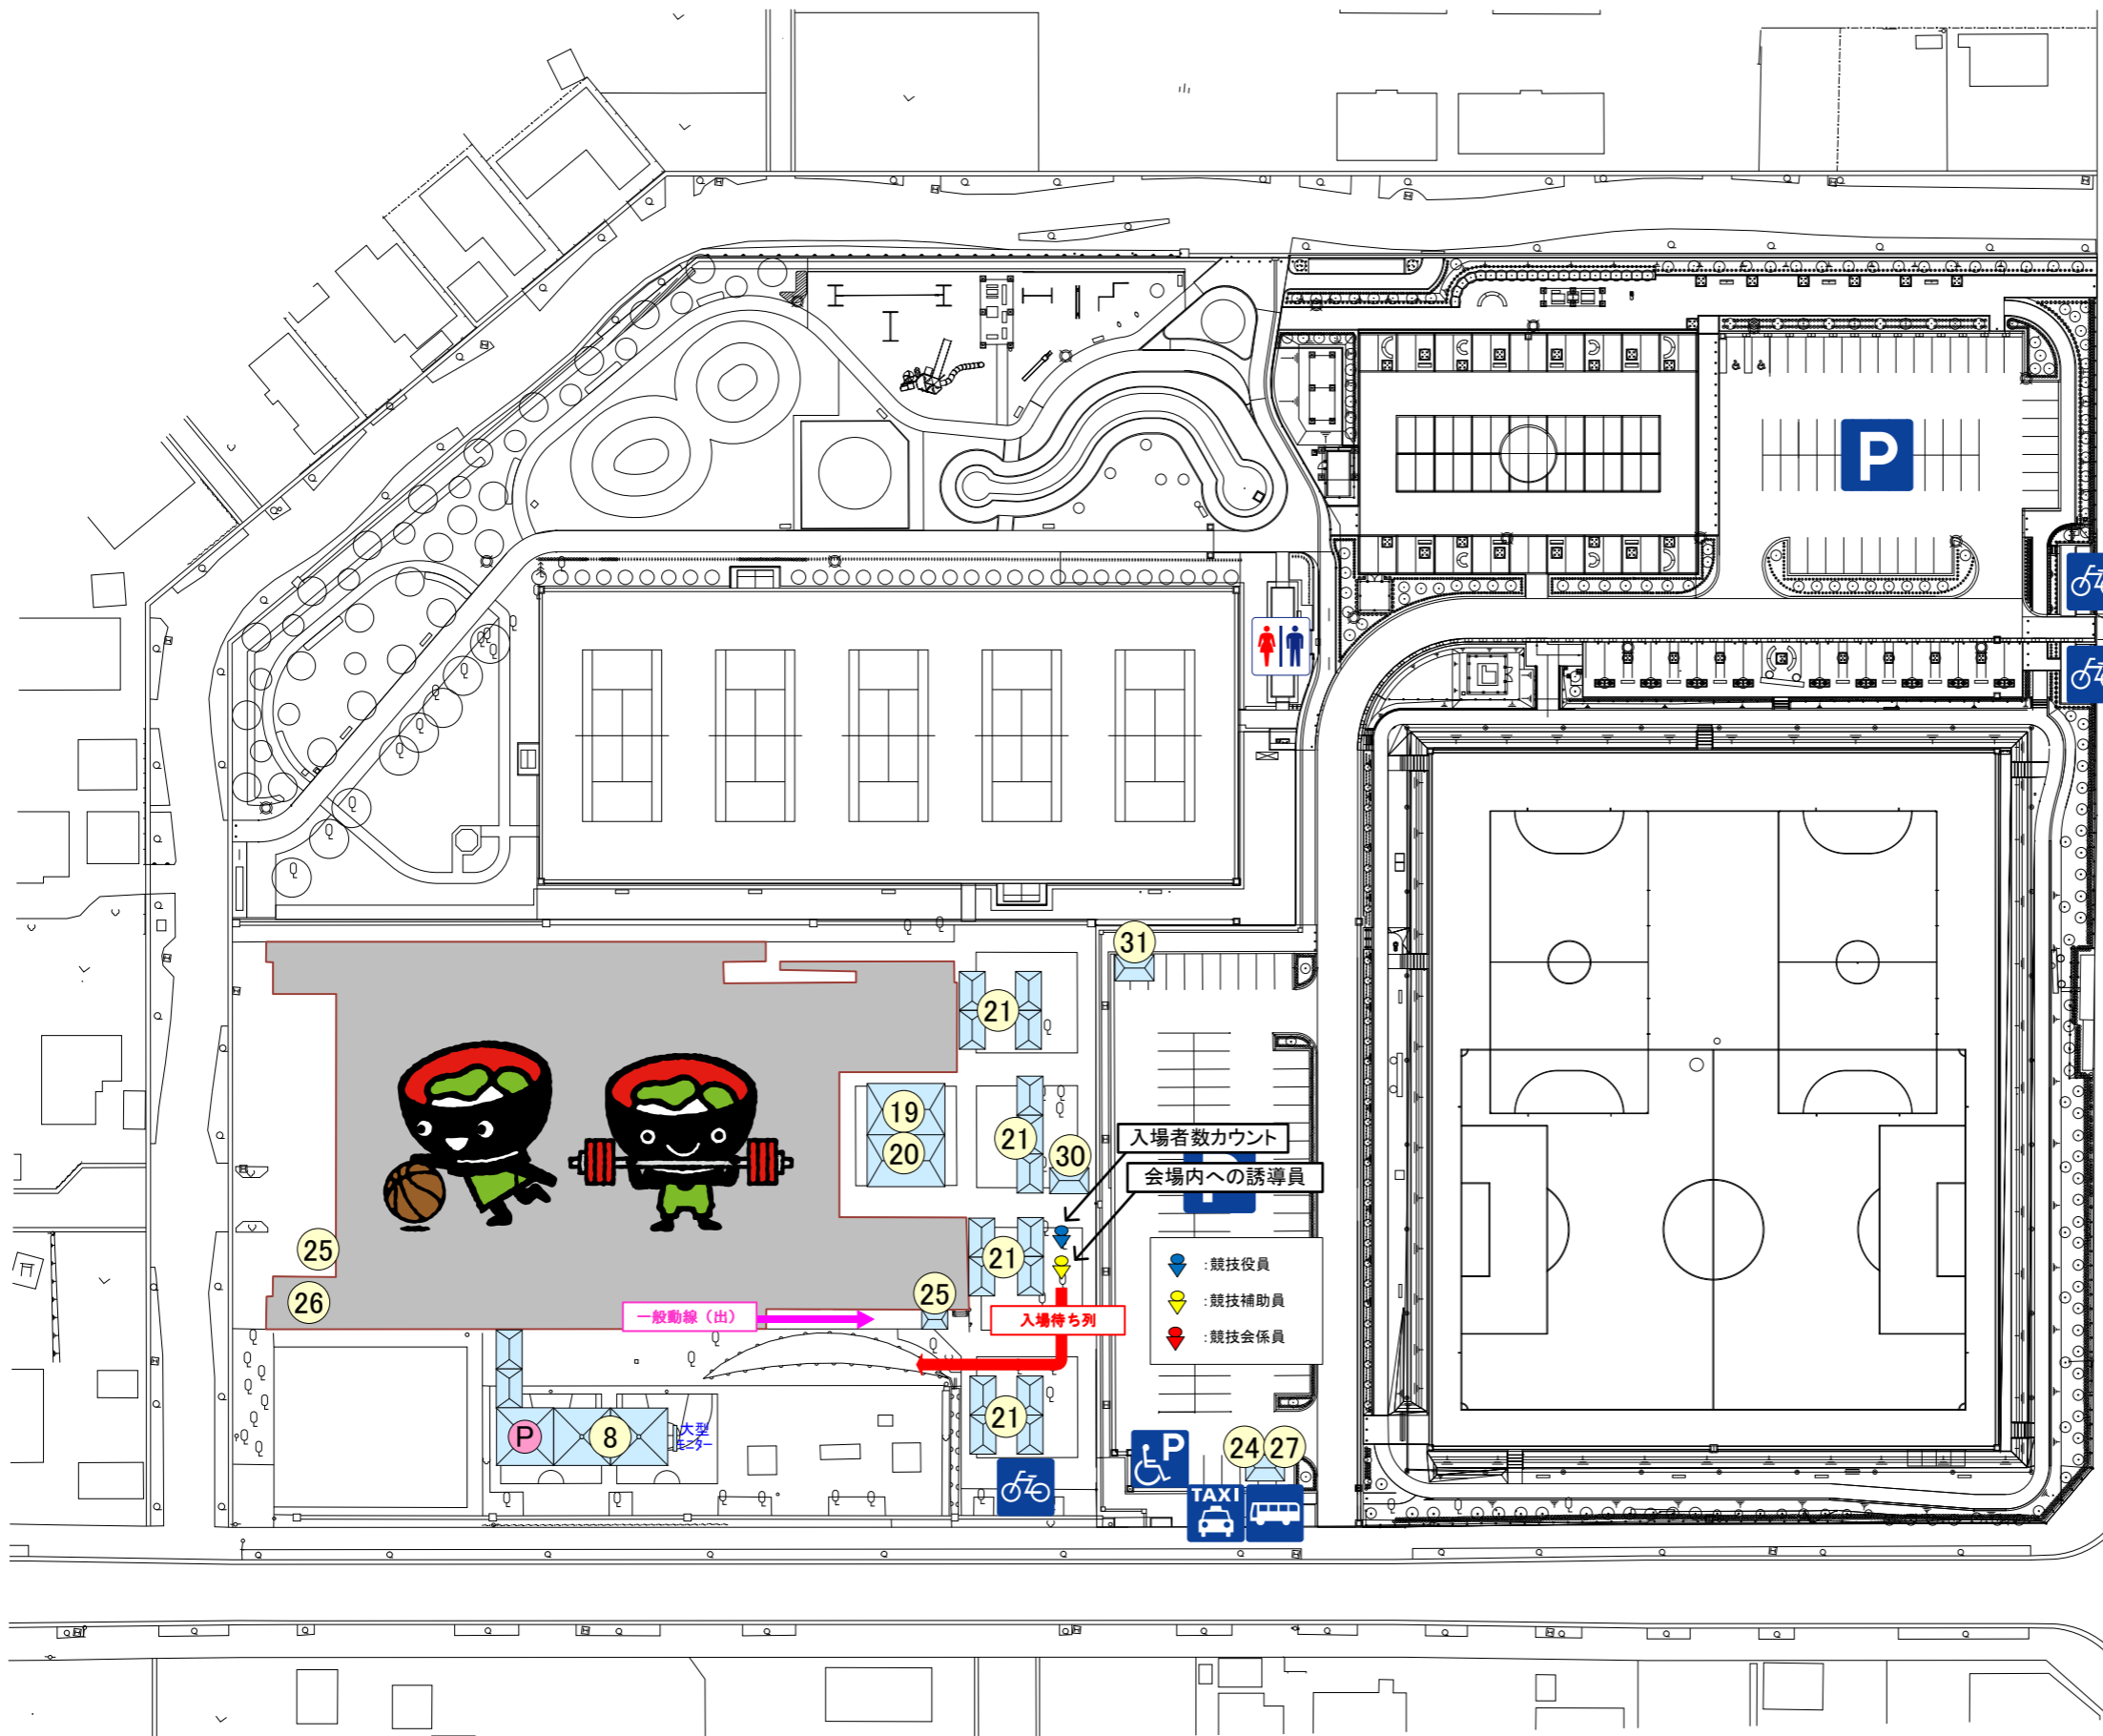 P
31
21
19
20
21
30
入場者数カウント
会場内への誘導員
P
25
26
21
25
:競技役員
:競技補助員
:競技会係員
一般動線（出）
入場待ち列
P
8
大型
モニター
21
P
24
27
TAXI